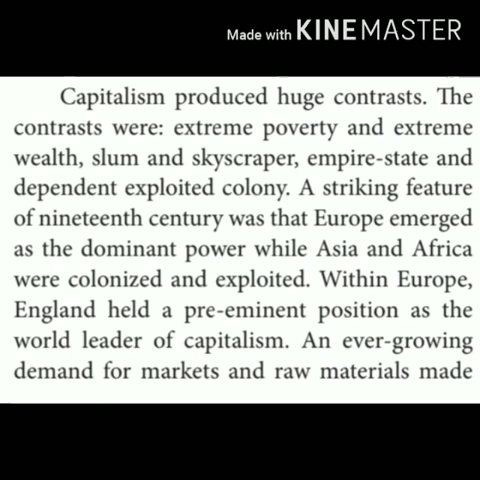 Made with KINEMASTER
Capitalism produced huge contrasts. The
contrasts were: extreme poverty and extreme
wealth, slum and skyscraper, empire-state and
dependent exploited colony. A striking feature
of nineteenth century was that Europe emerged
as the dominant power while Asia and Africa
were colonized and exploited. Within Europe,
England held a pre-eminent position as the
world leader of capitalism. An ever-growing
demand for markets and raw materials made